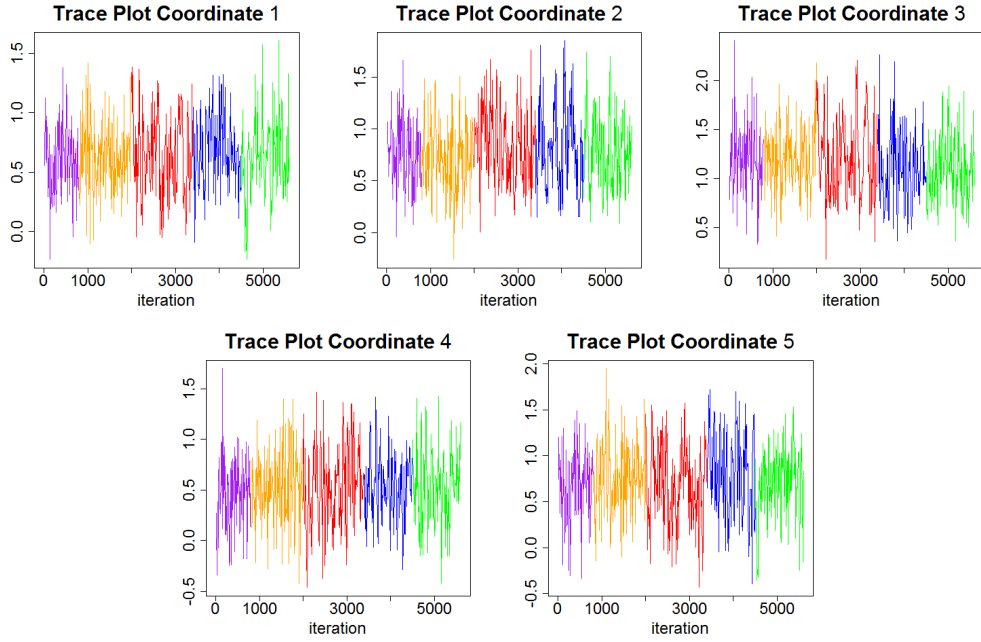 Trace Plot Coordinate 1
1.5
1.0
0.5
0.0
0 1000 3000 5000
iteration
Trace Plot Coordinate 2
1.5
1.0
0.5
0.0
0 1000 3000 5000
iteration
Trace Plot Coordinate 3
2.0
1.5
1.0
0.5
0 1000 3000 5000
iteration
Trace Plot Coordinate 4
1.5
1.0
0.5
0.0
-0.5
0 1000 3000 5000
iteration
Trace Plot Coordinate 5
2.0
1.5
1.0
0.5
0.0
-0.5
0 1000 3000 5000
iteration